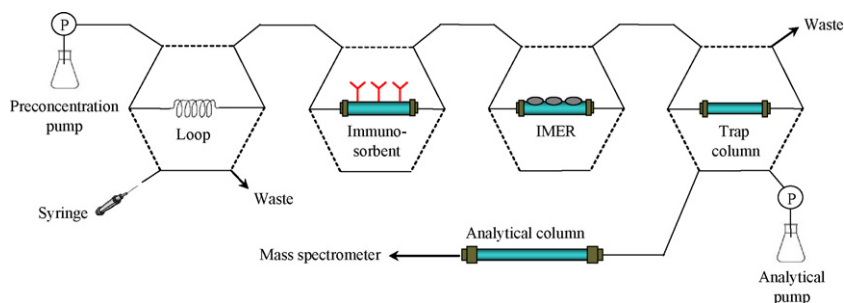 P
Waste
Preconcentration
pump
Loop
Immuno-
sorbent
IMER
Trap
column
Syringe
Waste
P
Analytical column
Mass spectrometer
Analytical
pump